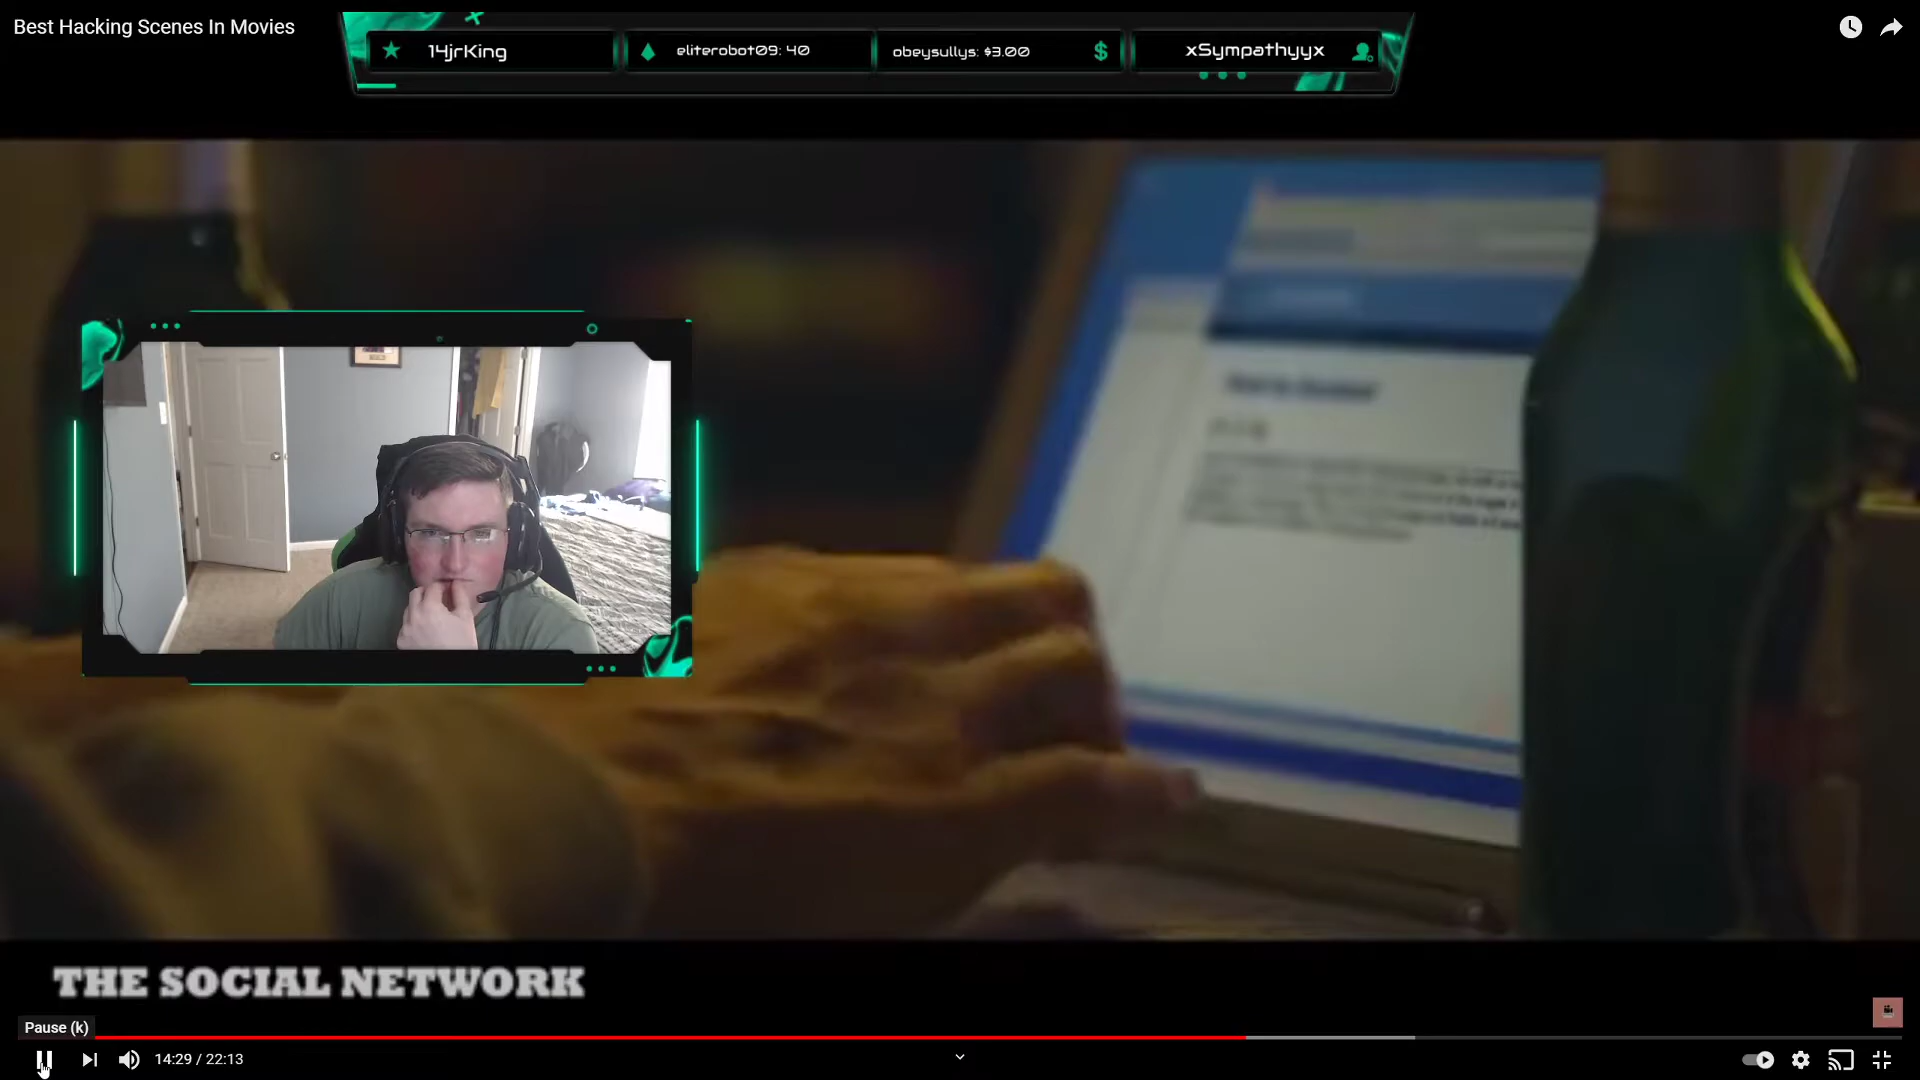 Best Hacking Scenes In Movies
14jrKing
eliterobot09: 40
obeysullys: $3.00
$
xSympathyyx
THE SOCIAL NETWORK
Pause (k)
14:29 / 22:13